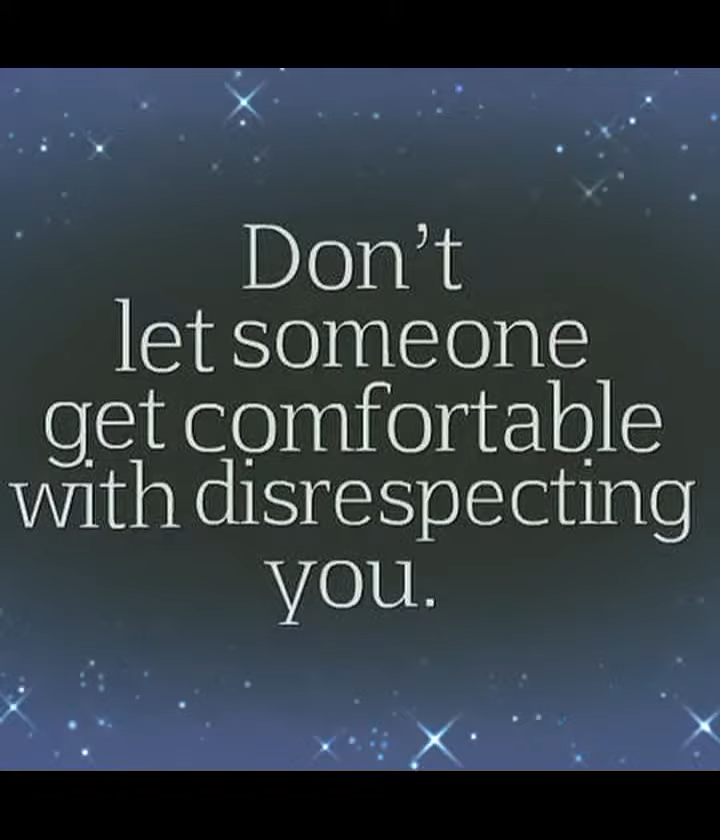 Don’t
let someone
get comfortable
with disrespecting
you.